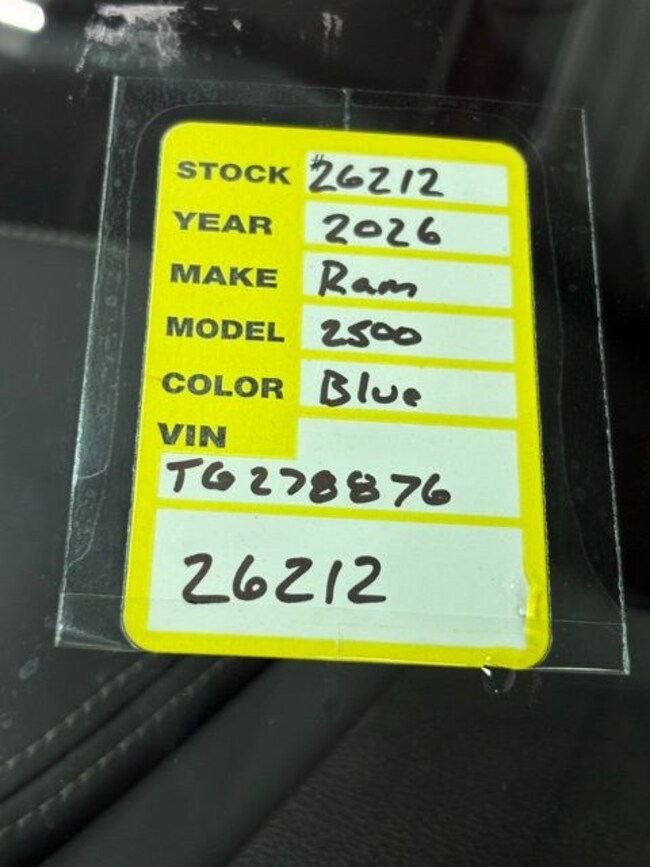 STOCK #26212
YEAR 2026
MAKE Ram
MODEL 2500
COLOR Blue
VIN
TG278876
26212